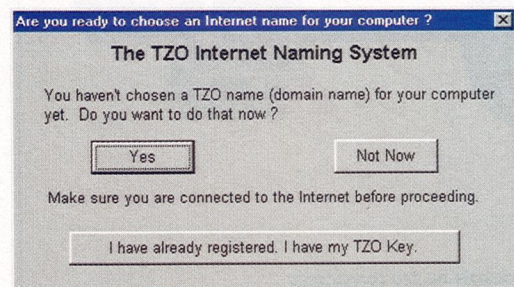 Are you ready to choose an Internet name for your computer ?
The TZO Internet Naming System
You haven't chosen a TZO name (domain name) for your computer
yet. Do you want to do that now ?
Yes
Not Now
Make sure you are connected to the Internet before proceeding.
I have already registered. I have my TZO Key.